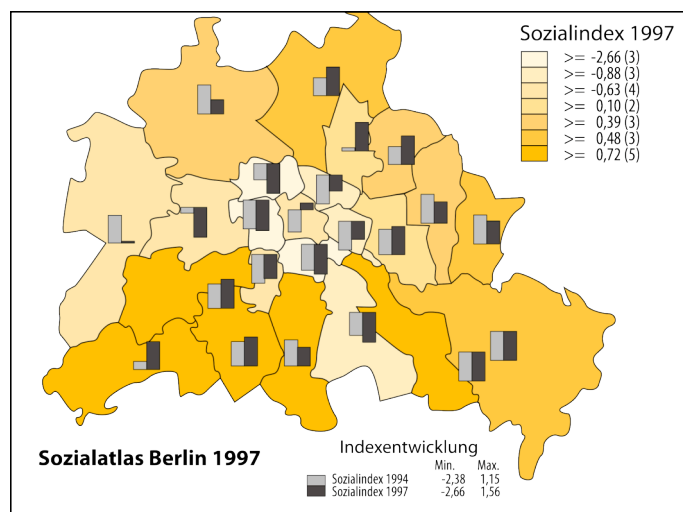 Sozialindex 1997
>= -2,66 (3)
>= -0,88 (3)
>= -0,63 (4)
>= 0,10 (2)
>= 0,39 (3)
>= 0,48 (3)
>= 0,72 (5)
Sozialatlas Berlin 1997
Indexentwicklung
Min. Max.
Sozialindex 1994 -2,38 1,15
Sozialindex 1997 -2,66 1,56